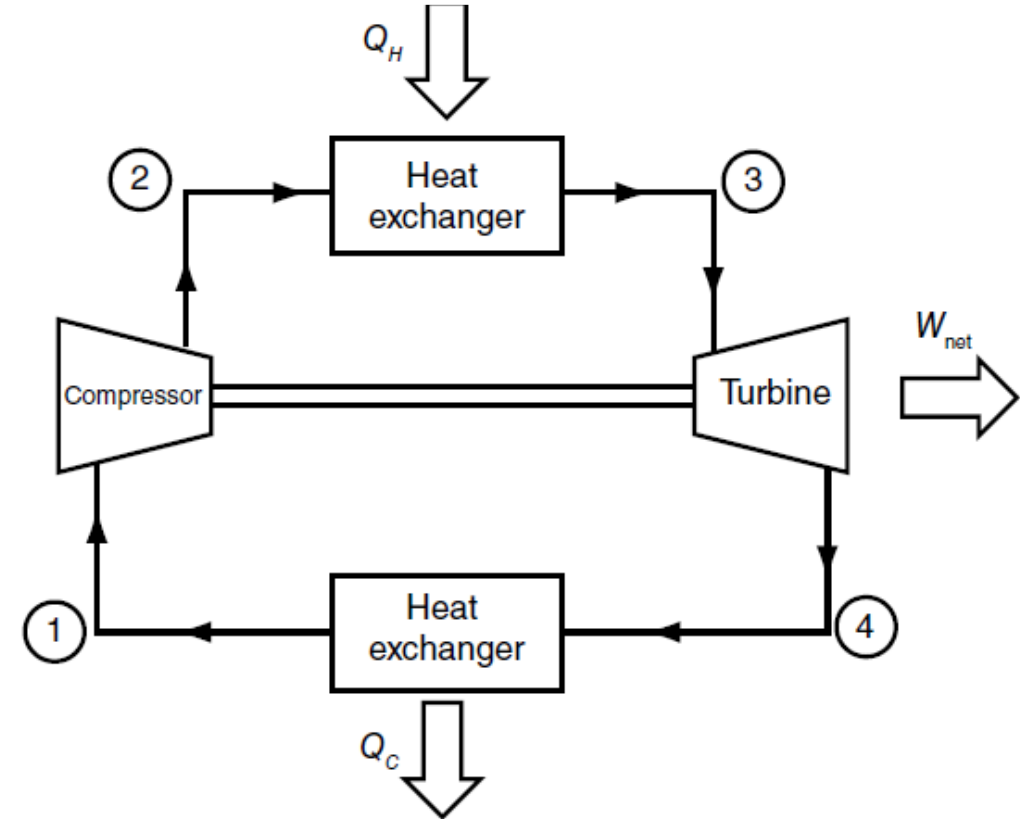 Q_H
2
Heat
exchanger
3
Compressor
Turbine
W_net
1
Heat
exchanger
4
Q_C